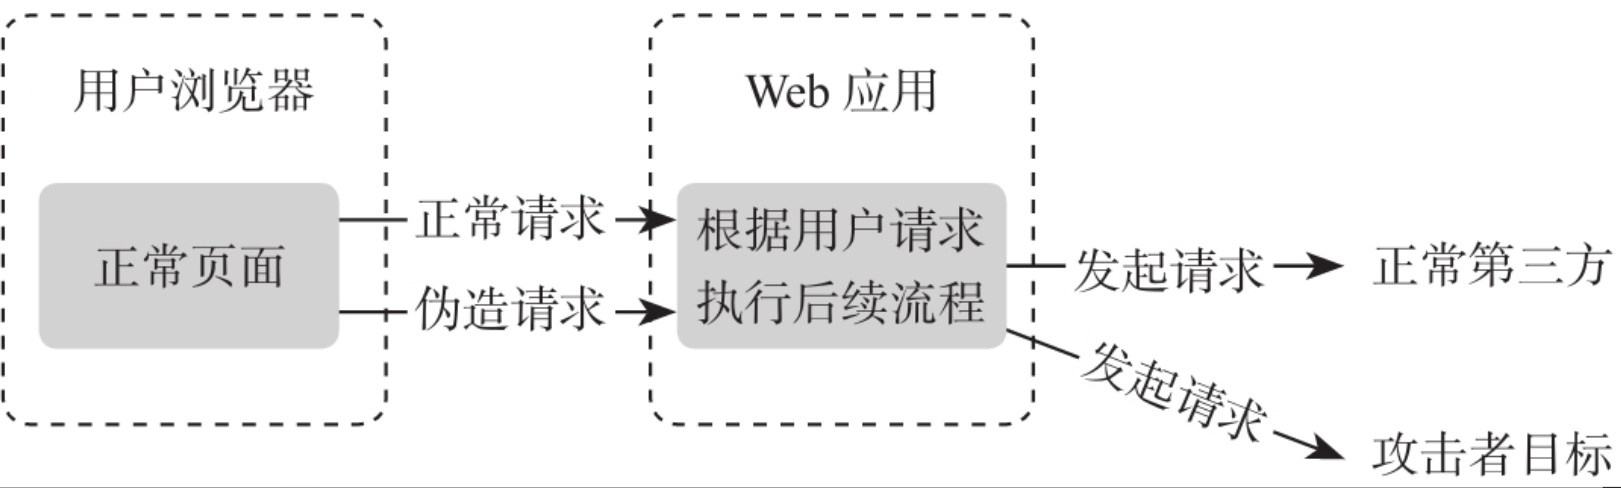 用户浏览器
Web 应用
正常页面
正常请求
伪造请求
根据用户请求
执行后续流程
发起请求
正常第三方
发起请求
攻击者目标